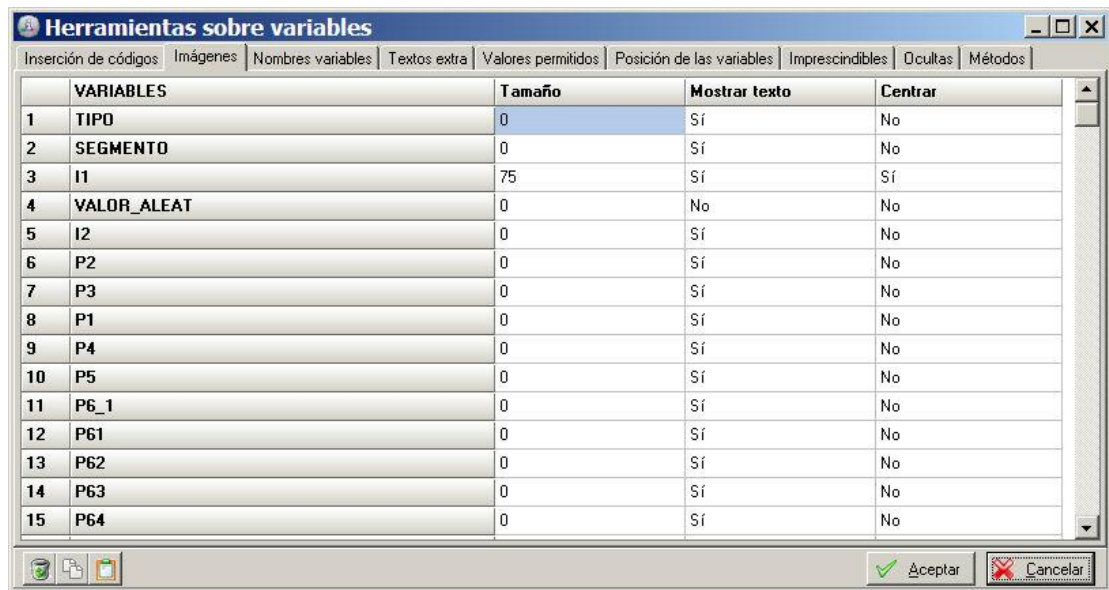 Herramientas sobre variables
Inserción de códigos Imágenes Nombres variables Textos extra Valores permitidos Posición de las variables Imprescindibles Ocultas Métodos
VARIABLES Tamaño Mostrar texto Centrar
1 TIPO 0 Sí No
2 SEGMENTO 0 Sí No
3 I1 75 Sí Sí
4 VALOR_ALEAT 0 No No
5 I2 0 Sí No
6 P2 0 Sí No
7 P3 0 Sí No
8 P1 0 Sí No
9 P4 0 Sí No
10 P5 0 Sí No
11 P6_1 0 Sí No
12 P61 0 Sí No
13 P62 0 Sí No
14 P63 0 Sí No
15 P64 0 Sí No
Aceptar Cancelar